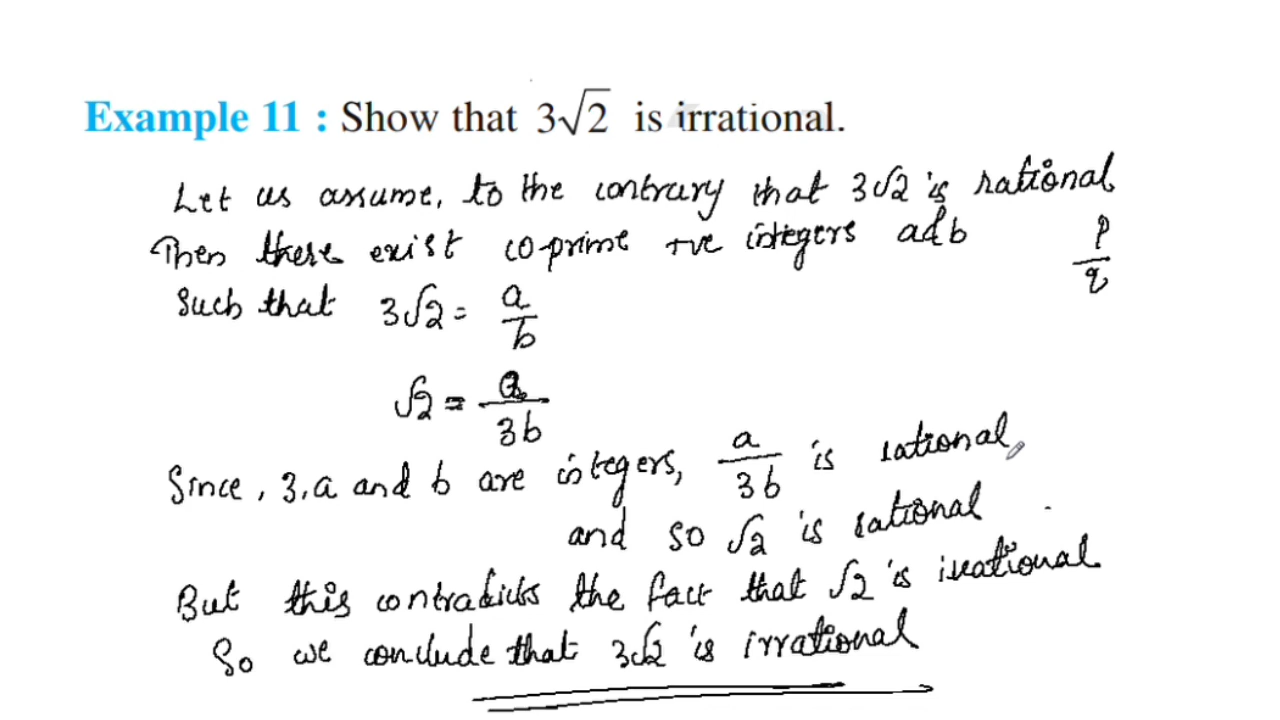 Example 11 : Show that 3√2 is irrational.
Let us assume, to the contrary that 3√2 is rational
Then there exist co-prime +ve integers a&b
p/q
Such that 3√2 = a/b
√2 = a/3b
Since, 3, a and b are integers, a/3b is rational,
and so √2 is rational
But this contradicts the fact that √2 is irrational
So we conclude that 3√2 is irrational